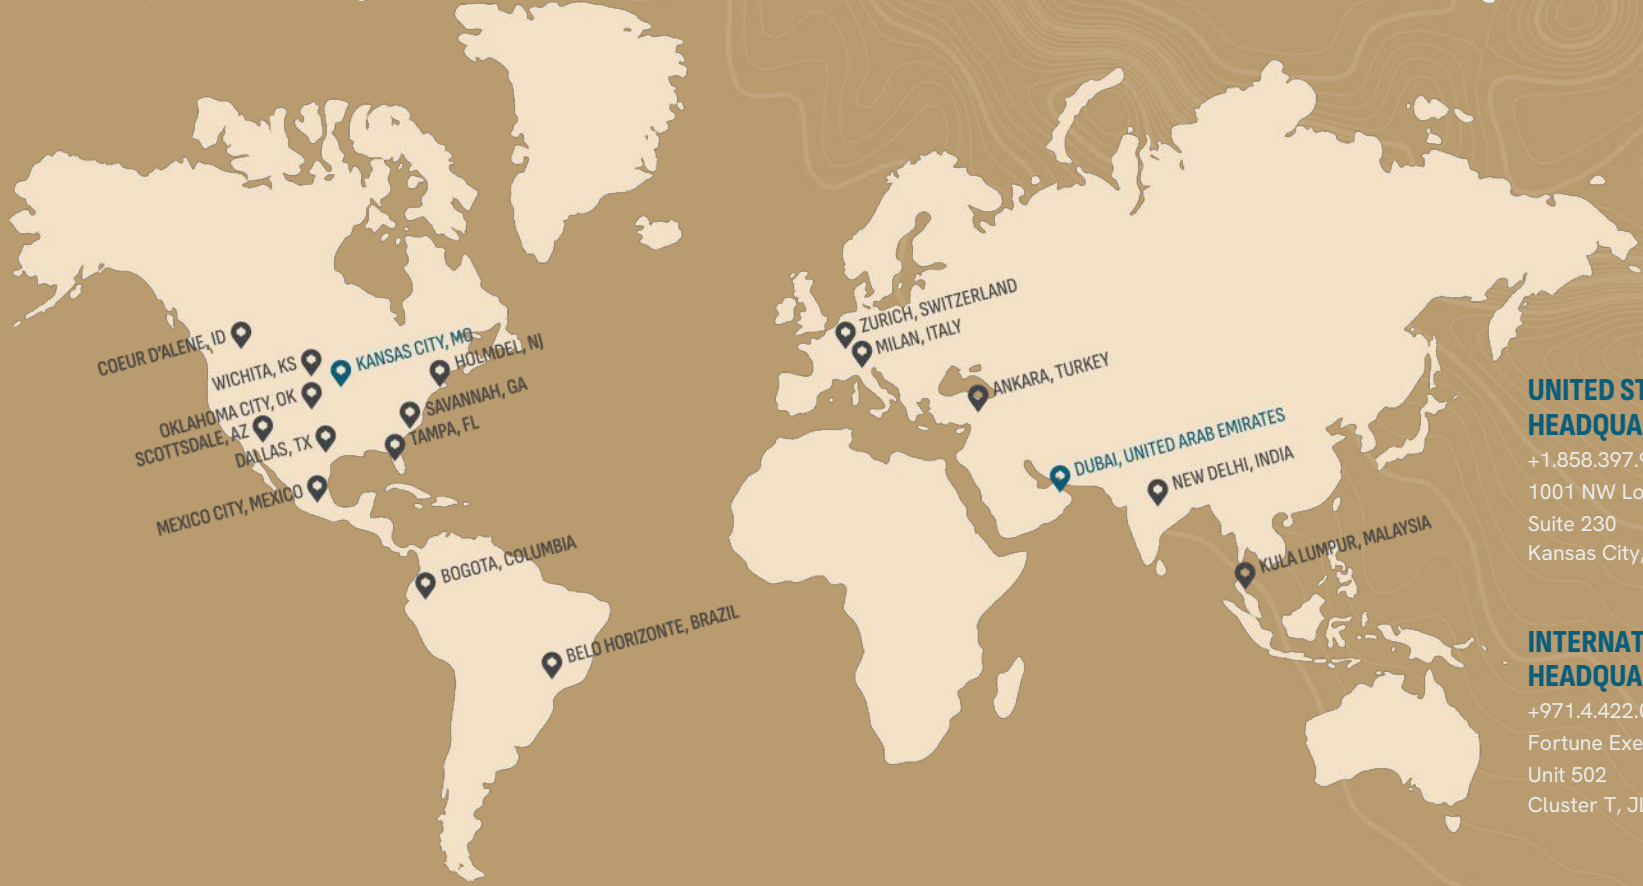 COEUR D'ALENE, ID
WICHITA, KS
KANSAS CITY, MO
HOLMDEL, NJ
OKLAHOMA CITY, OK
SCOTTSDALE, AZ
SAVANNAH, GA
DALLAS, TX
TAMPA, FL
MEXICO CITY, MEXICO
BOGOTA, COLUMBIA
BELO HORIZONTE, BRAZIL
ZURICH, SWITZERLAND
MILAN, ITALY
ANKARA, TURKEY
DUBAI, UNITED ARAB EMIRATES
NEW DELHI, INDIA
KULA LUMPUR, MALAYSIA
UNITED ST
HEADQUA
+1.858.397.9
1001 NW Lo
Suite 230
Kansas City,
INTERNAT
HEADQUA
+971.4.422.0
Fortune Exe
Unit 502
Cluster T, JL